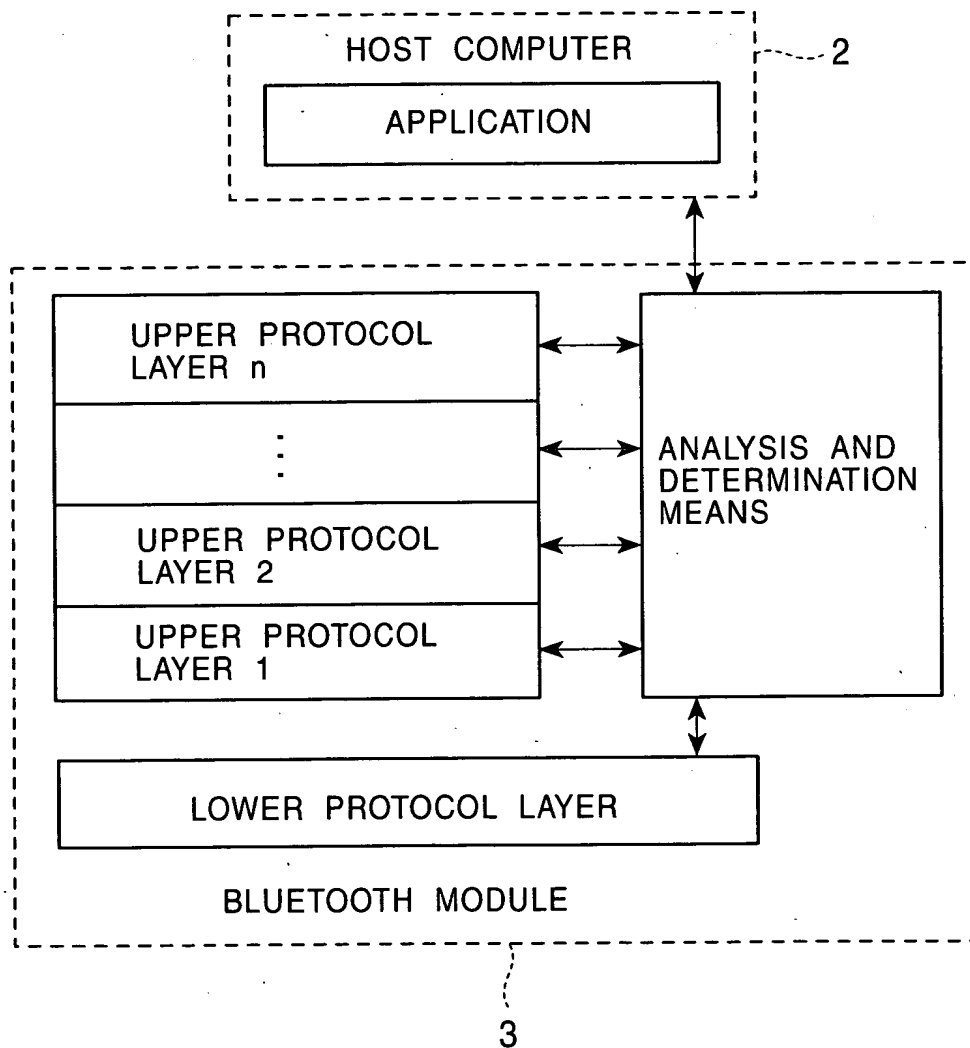 HOST COMPUTER
2
APPLICATION
UPPER PROTOCOL
LAYER n
⋮
UPPER PROTOCOL
LAYER 2
UPPER PROTOCOL
LAYER 1
ANALYSIS AND
DETERMINATION
MEANS
LOWER PROTOCOL LAYER
BLUETOOTH MODULE
3